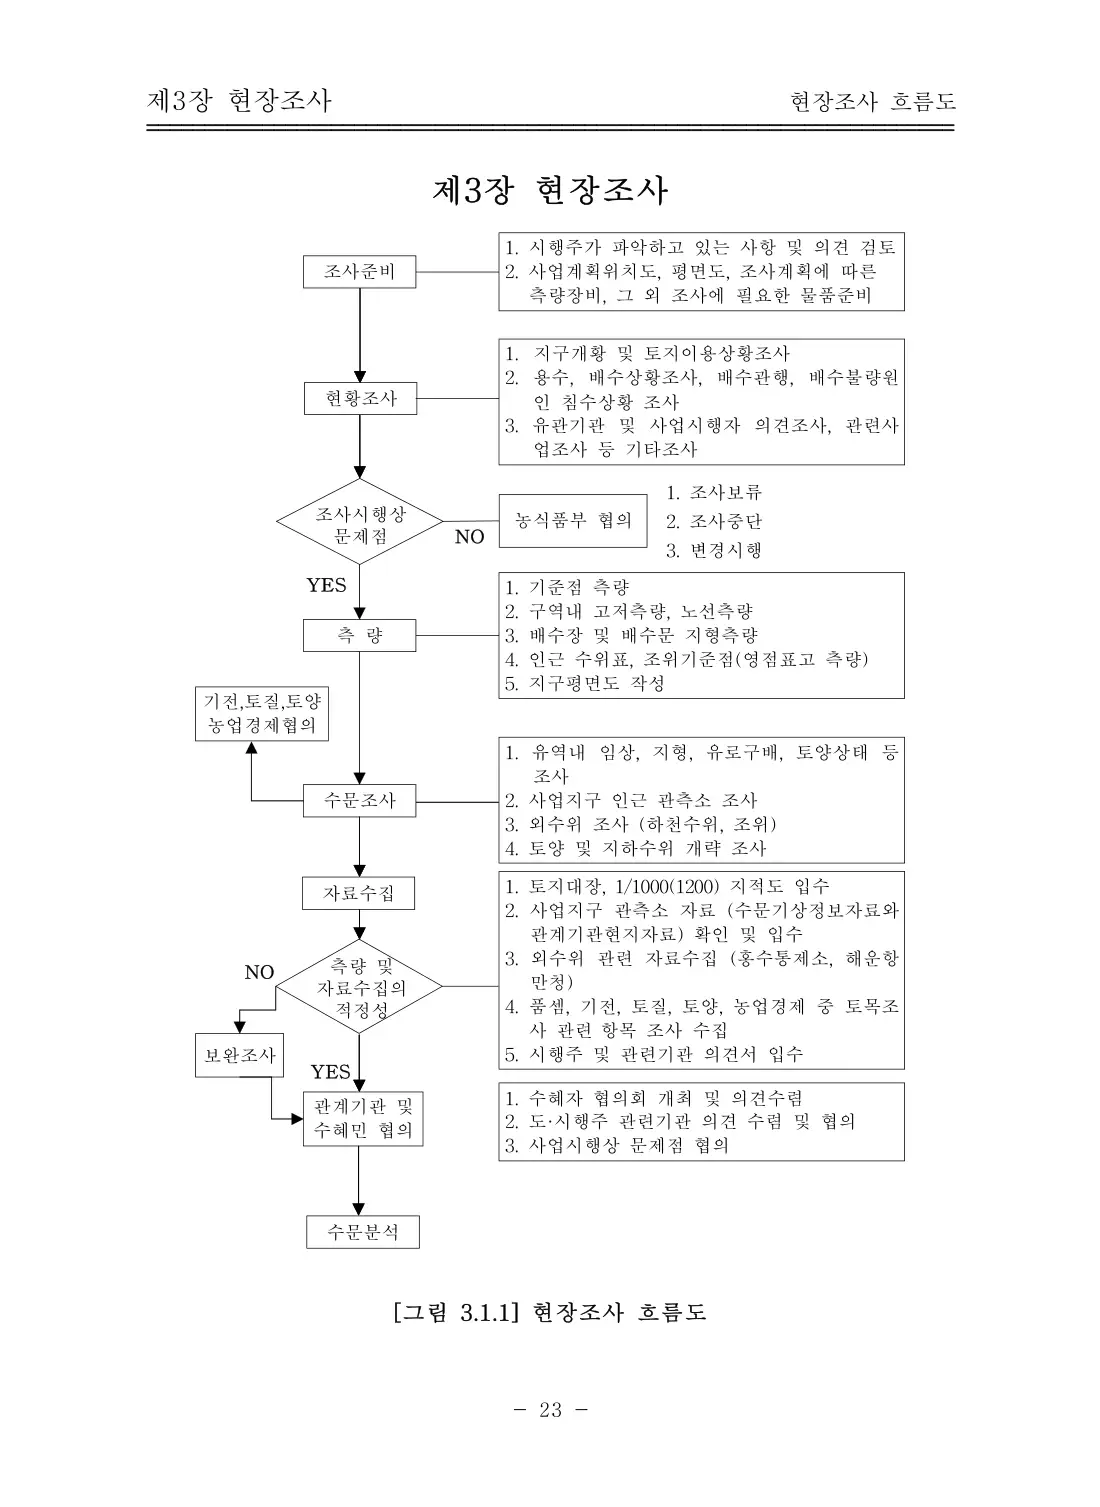 제3장 현장조사
현장조사 흐름도
제3장 현장조사
조사준비
1. 시행주가 파악하고 있는 사항 및 의견 검토
2. 사업계획위치도, 평면도, 조사계획에 따른
측량장비, 그 외 조사에 필요한 물품준비
현황조사
1. 지구개황 및 토지이용상황조사
2. 용수, 배수상황조사, 배수관행, 배수불량원
인 침수상황 조사
3. 유관기관 및 사업시행자 의견조사, 관련사
업조사 등 기타조사
조사시행상
문제점
NO
농식품부 협의
1. 조사보류
2. 조사중단
3. 변경시행
YES
측 량
1. 기준점 측량
2. 구역내 고저측량, 노선측량
3. 배수장 및 배수문 지형측량
4. 인근 수위표, 조위기준점(영점표고 측량)
5. 지구평면도 작성
기전,토질,토양
농업경제협의
수문조사
1. 유역내 임상, 지형, 유로구배, 토양상태 등
조사
2. 사업지구 인근 관측소 조사
3. 외수위 조사 (하천수위, 조위)
4. 토양 및 지하수위 개략 조사
자료수집
1. 토지대장, 1/1000(1200) 지적도 입수
2. 사업지구 관측소 자료 (수문기상정보자료와
관계기관현지자료) 확인 및 입수
3. 외수위 관련 자료수집 (홍수통제소, 해운항
만청)
4. 품셈, 기전, 토질, 토양, 농업경제 중 토목조
사 관련 항목 조사 수집
5. 시행주 및 관련기관 의견서 입수
NO
측량 및
자료수집의
적정성
보완조사
YES
관계기관 및
수혜민 협의
1. 수혜자 협의회 개최 및 의견수렴
2. 도·시행주 관련기관 의견 수렴 및 협의
3. 사업시행상 문제점 협의
수문분석
[그림 3.1.1] 현장조사 흐름도
- 23 -